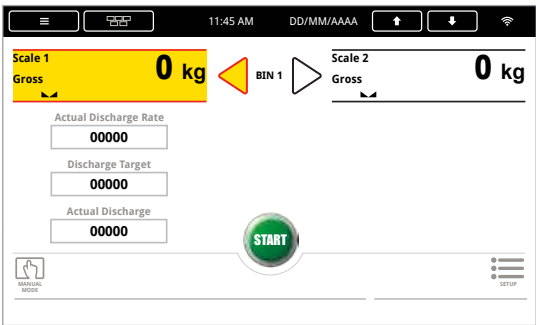 11:45 AM DD/MM/AAAA
Scale 1
Gross
0 kg
BIN 1
Scale 2
Gross
0 kg
Actual Discharge Rate
00000
Discharge Target
00000
Actual Discharge
00000
START
MANUAL
MODE
SETUP